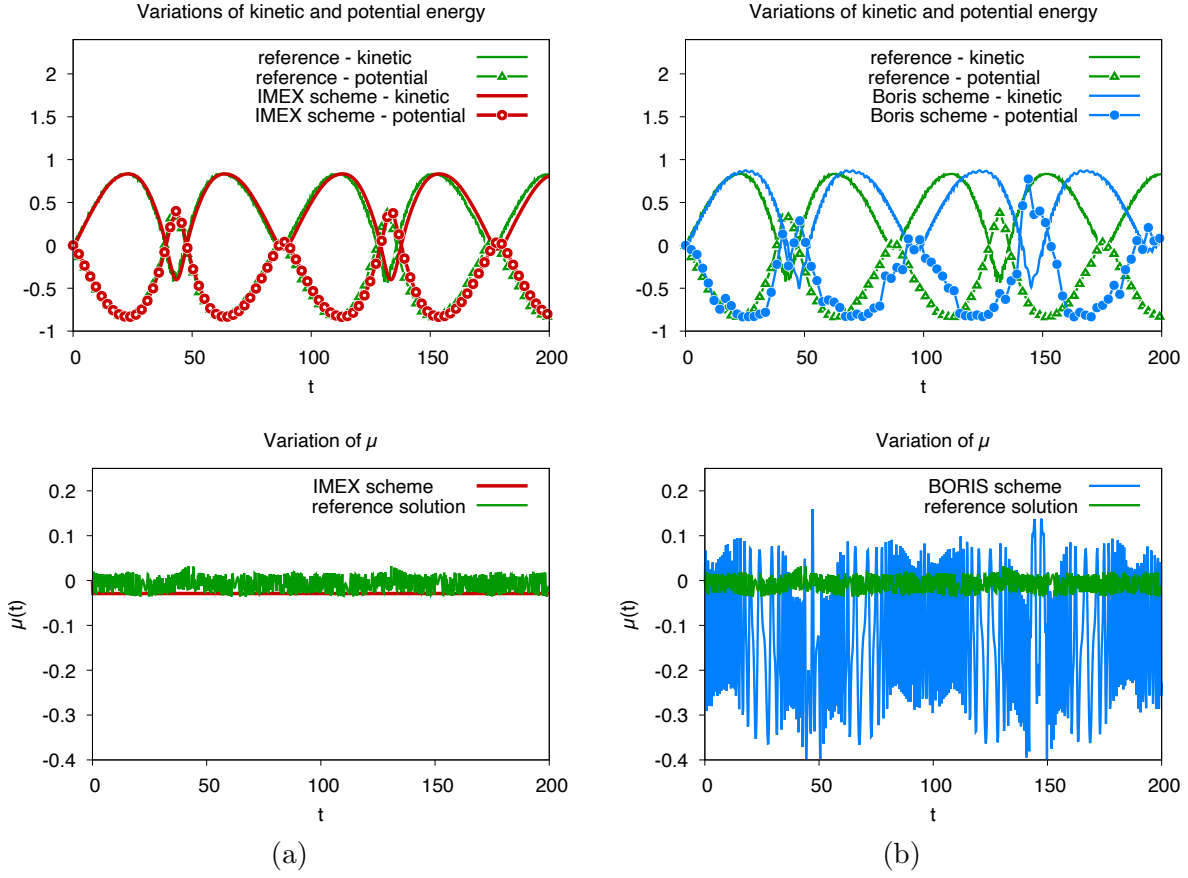 Variations of kinetic and potential energy
reference - kinetic
reference - potential
IMEX scheme - kinetic
IMEX scheme - potential
2
1.5
1
0.5
0
-0.5
-1
0 50 100 150 200
t
Variations of kinetic and potential energy
reference - kinetic
reference - potential
Boris scheme - kinetic
Boris scheme - potential
2
1.5
1
0.5
0
-0.5
-1
0 50 100 150 200
t
Variation of μ
IMEX scheme
reference solution
μ(t)
0.2
0.1
0
-0.1
-0.2
-0.3
-0.4
0 50 100 150 200
t
(a)
Variation of μ
BORIS scheme
reference solution
μ(t)
0.2
0.1
0
-0.1
-0.2
-0.3
-0.4
0 50 100 150 200
t
(b)